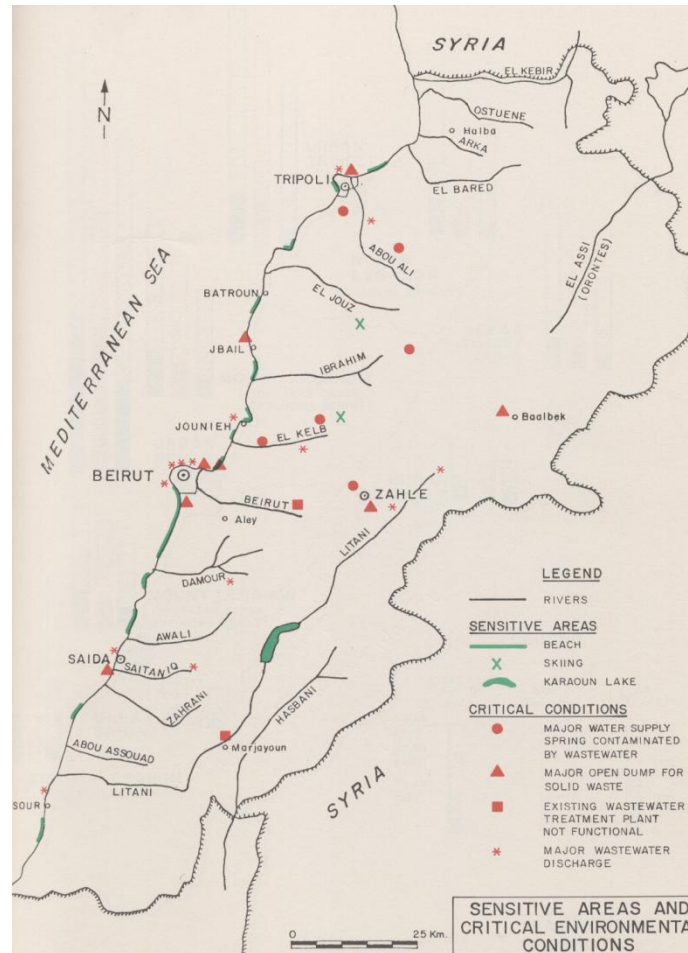 SYRIA
EL KEBIR
OSTUENE
Halba
ARKA
EL BARED
N
TRIPOLI
ABOU ALI
EL ASSI
(ORONTES)
MEDITERRANEAN SEA
BATROUN
EL JOUZ
JBAIL
IBRAHIM
Baalbek
JOUNIEH
EL KELB
BEIRUT
ZAHLE
BEIRUT
Aley
LITANI
DAMOUR
AWALI
SAIDA
SAITANIQ
ZAHRANI
HASBANI
ABOU ASSOUAD
Marjayoun
LITANI
SOUR
SYRIA
LEGEND
RIVERS
SENSITIVE AREAS
BEACH
X SKIING
KARAOUN LAKE
CRITICAL CONDITIONS
MAJOR WATER SUPPLY
SPRING CONTAMINATED
BY WASTEWATER
MAJOR OPEN DUMP FOR
SOLID WASTE
EXISTING WASTEWATER
TREATMENT PLANT
NOT FUNCTIONAL
* MAJOR WASTEWATER
DISCHARGE
0 25 Km.
SENSITIVE AREAS AND
CRITICAL ENVIRONMENTA
CONDITIONS